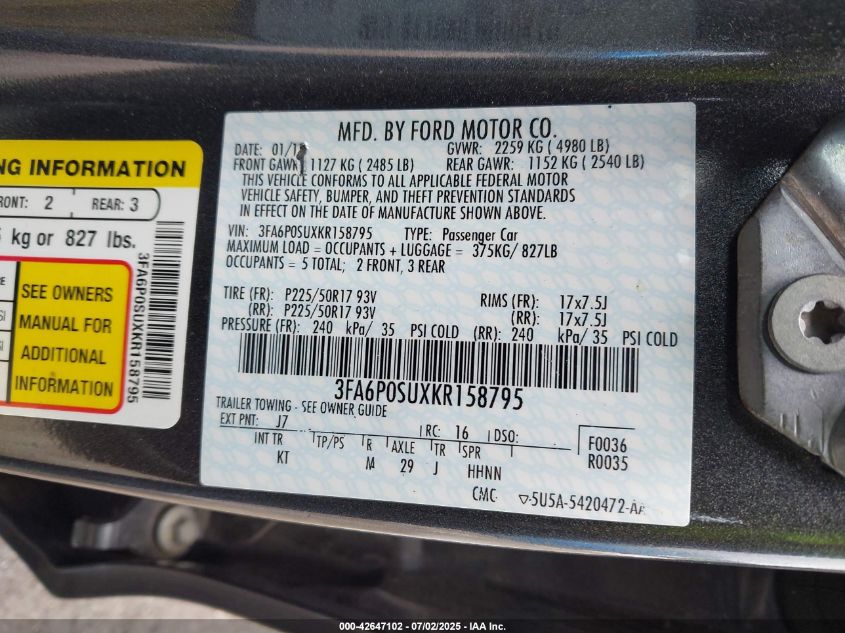 NG INFORMATION
RONT: 2 REAR: 3
kg or 827 lbs.
SEE OWNERS
MANUAL FOR
ADDITIONAL
INFORMATION
3FA6P0SUXKR158795
MFD. BY FORD MOTOR CO.
DATE: 01/1 GVWR: 2259 KG ( 4980 LB)
FRONT GAWR: 1127 KG ( 2485 LB) REAR GAWR: 1152 KG ( 2540 LB)
THIS VEHICLE CONFORMS TO ALL APPLICABLE FEDERAL MOTOR
VEHICLE SAFETY, BUMPER, AND THEFT PREVENTION STANDARDS
IN EFFECT ON THE DATE OF MANUFACTURE SHOWN ABOVE.
VIN: 3FA6P0SUXKR158795 TYPE: Passenger Car
MAXIMUM LOAD = OCCUPANTS + LUGGAGE = 375KG/ 827LB
OCCUPANTS = 5 TOTAL; 2 FRONT, 3 REAR
TIRE (FR): P225/50R17 93V RIMS (FR): 17x7.5J
(RR): P225/50R17 93V (RR): 17x7.5J
PRESSURE (FR): 240 kPa/ 35 PSI COLD (RR): 240 kPa/ 35 PSI COLD
3FA6P0SUXKR158795
TRAILER TOWING - SEE OWNER GUIDE
EXT PNT: J7 RC: 16 DSO: F0036
R0035
INT TR TP/PS R AXLE TR SPR
KT M 29 J HHNN
CMC ▽-5U5A-5420472-AA
000-42647102 - 07/02/2025 - IAA Inc.